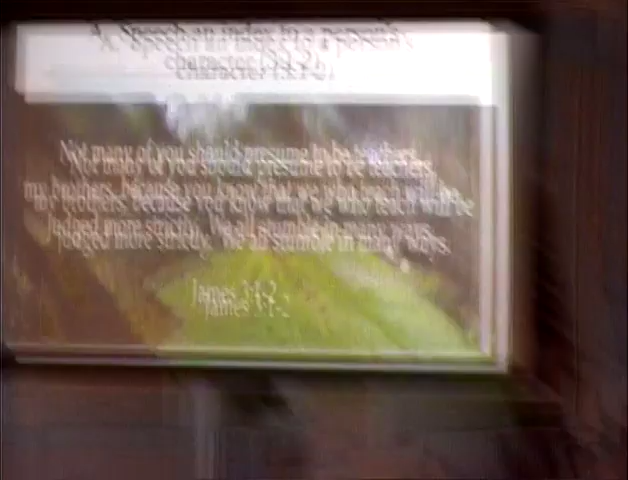 A. Speech an index to a person's
character (3:1-2)
Not many of you should presume to be teachers,
my brothers, because you know that we who teach will be
judged more strictly. We all stumble in many ways.
James 3:1-2